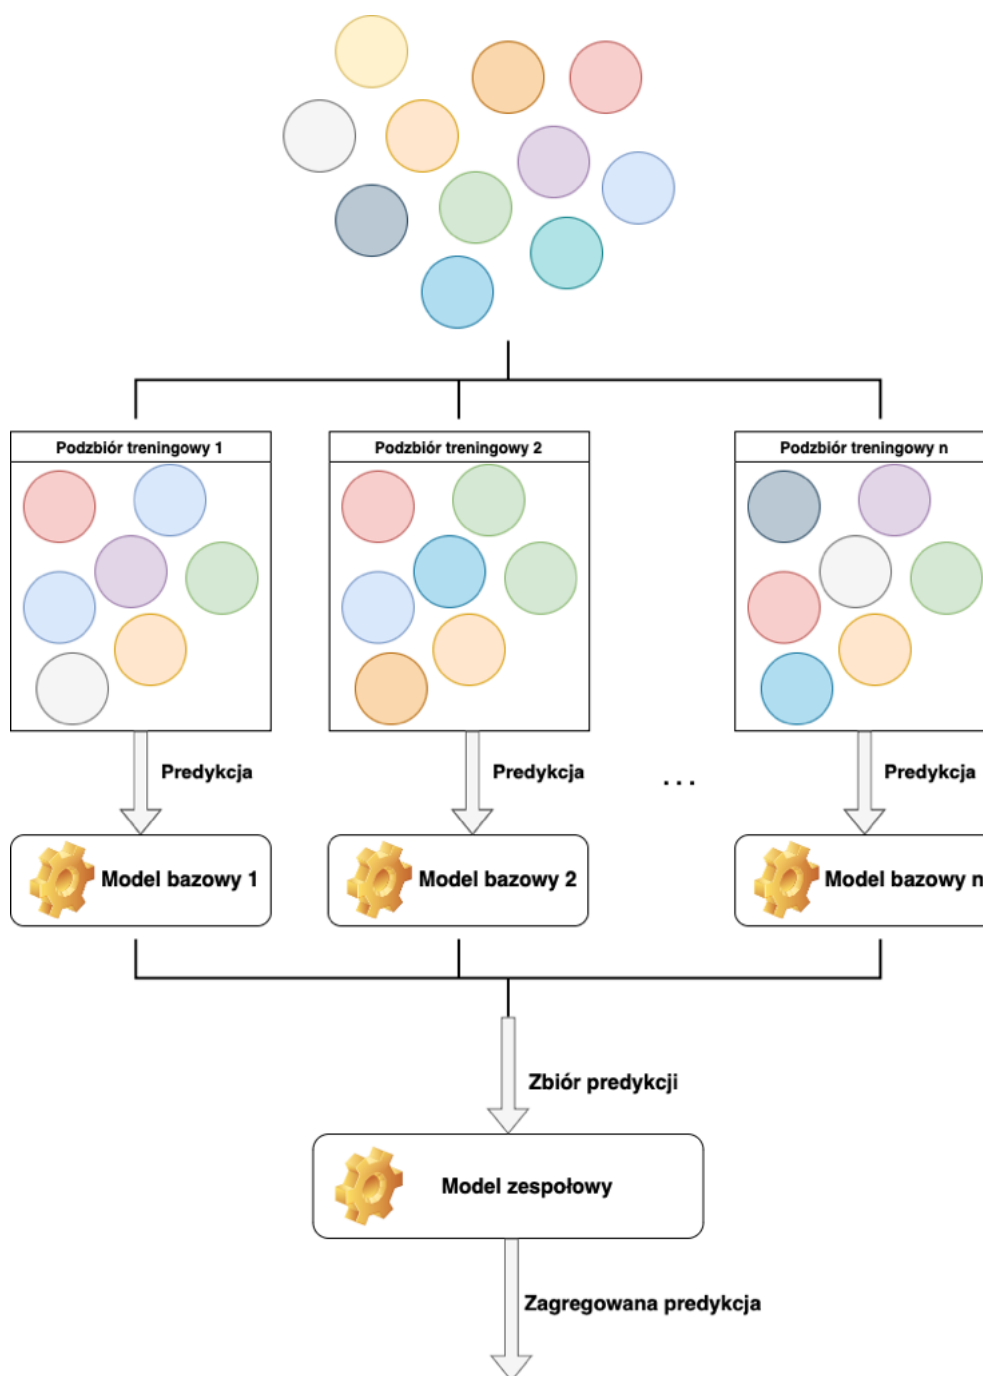 Podzbiór treningowy 1
Podzbiór treningowy 2
Podzbiór treningowy n
Predykcja
Predykcja
. . .
Predykcja
Model bazowy 1
Model bazowy 2
Model bazowy n
Zbiór predykcji
Model zespołowy
Zagregowana predykcja